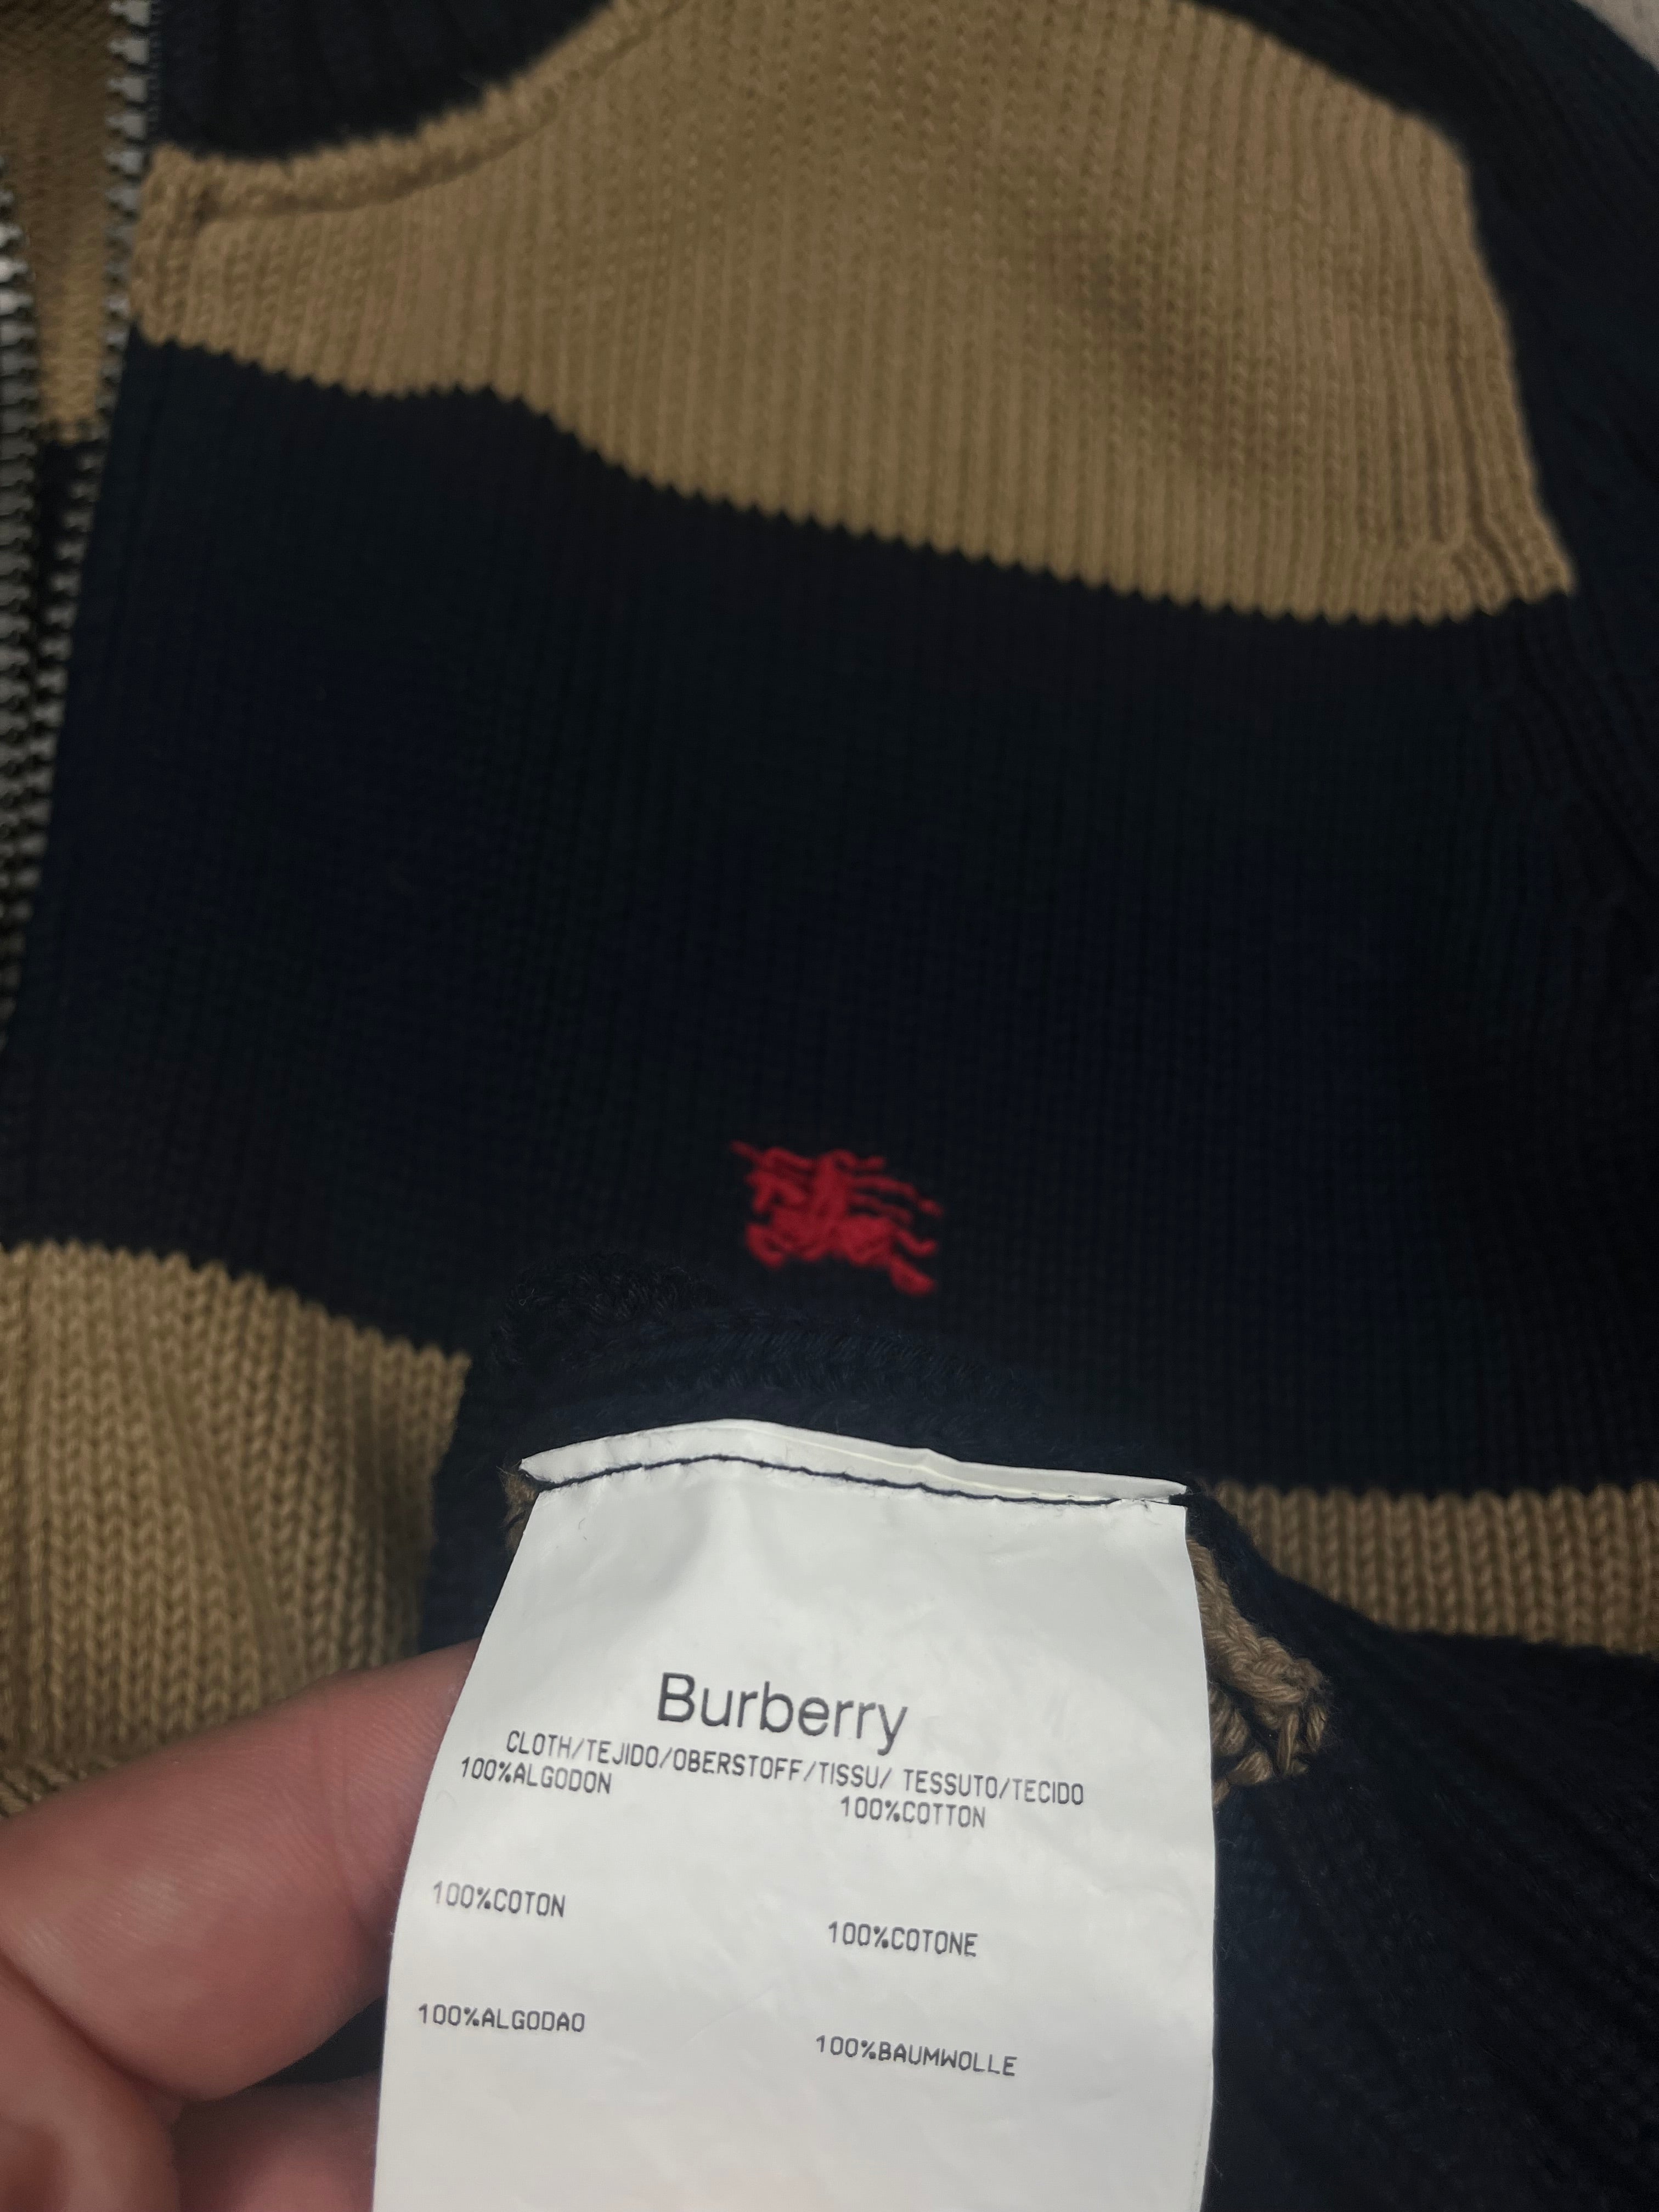 Burberry
CLOTH/TEJIDO/OBERSTOFF/TISSU/ TESSUTO/TECIDO
100%ALGODON
100%COTTON
100%COTON
100%COTONE
100%ALGODAO
100%BAUMWOLLE